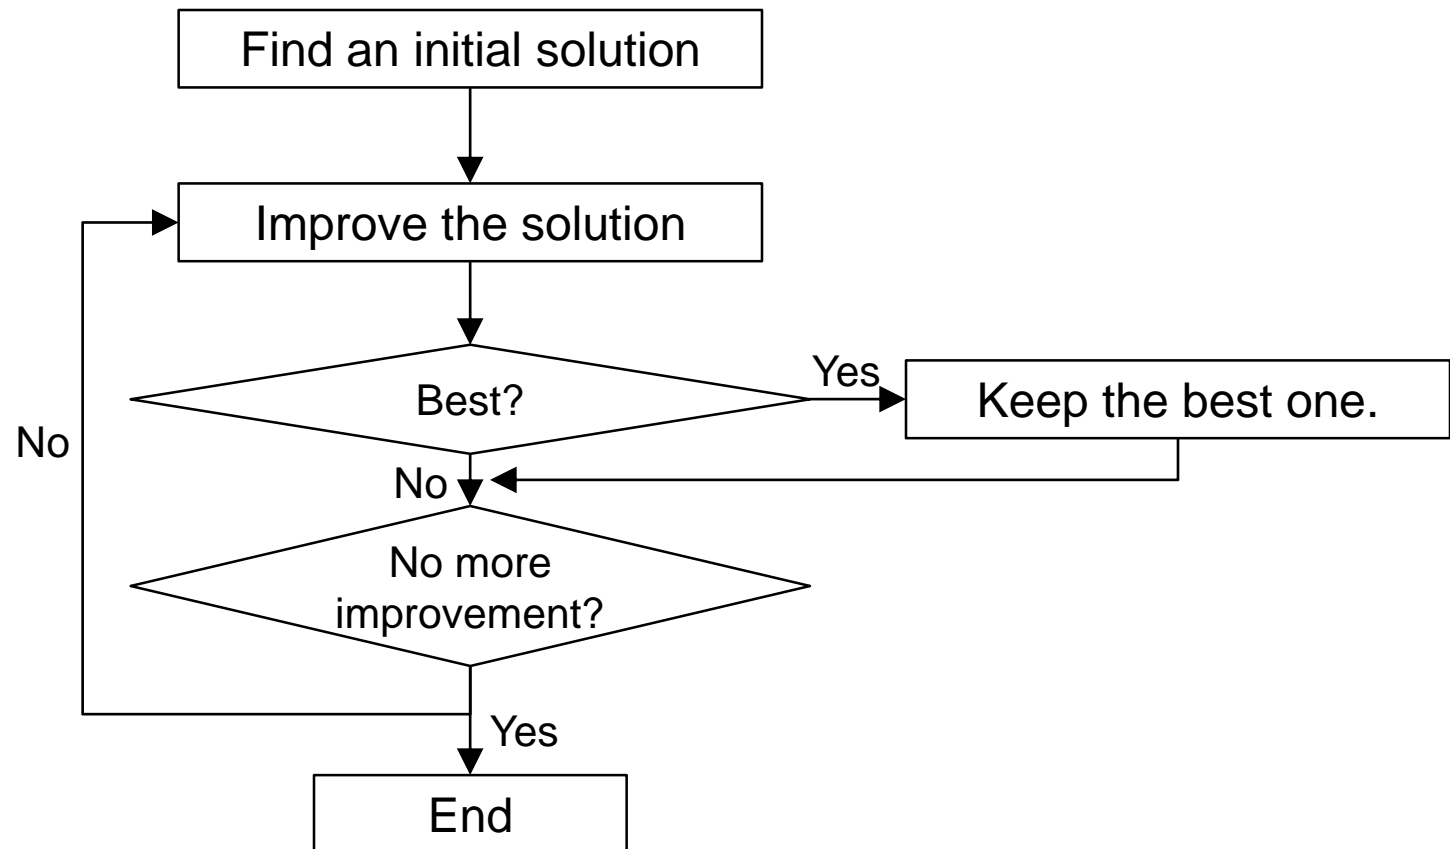 Find an initial solution
Improve the solution
Best?
Yes
Keep the best one.
No
No
No more
improvement?
Yes
End